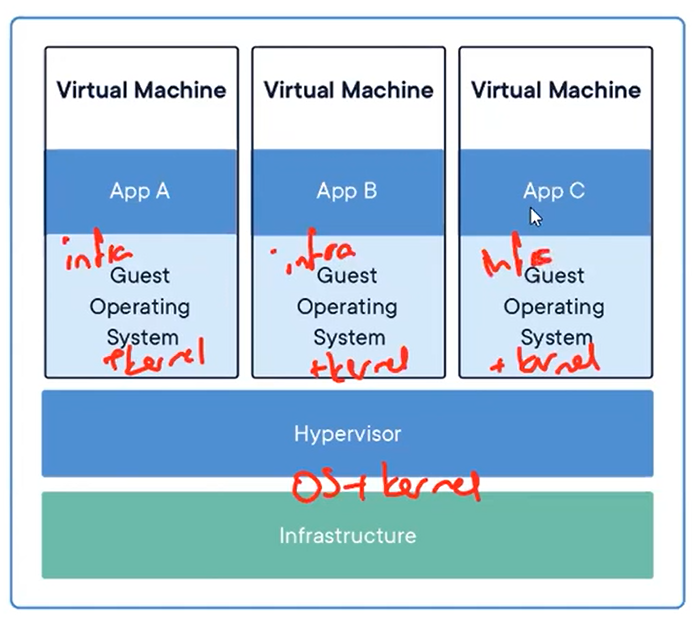 Virtual Machine Virtual Machine Virtual Machine
App A App B App C
infra infra
Guest Guest Guest
Operating Operating Operating
System System System
+kernel +kernel + kernel
Hypervisor
OS+ kernel
Infrastructure